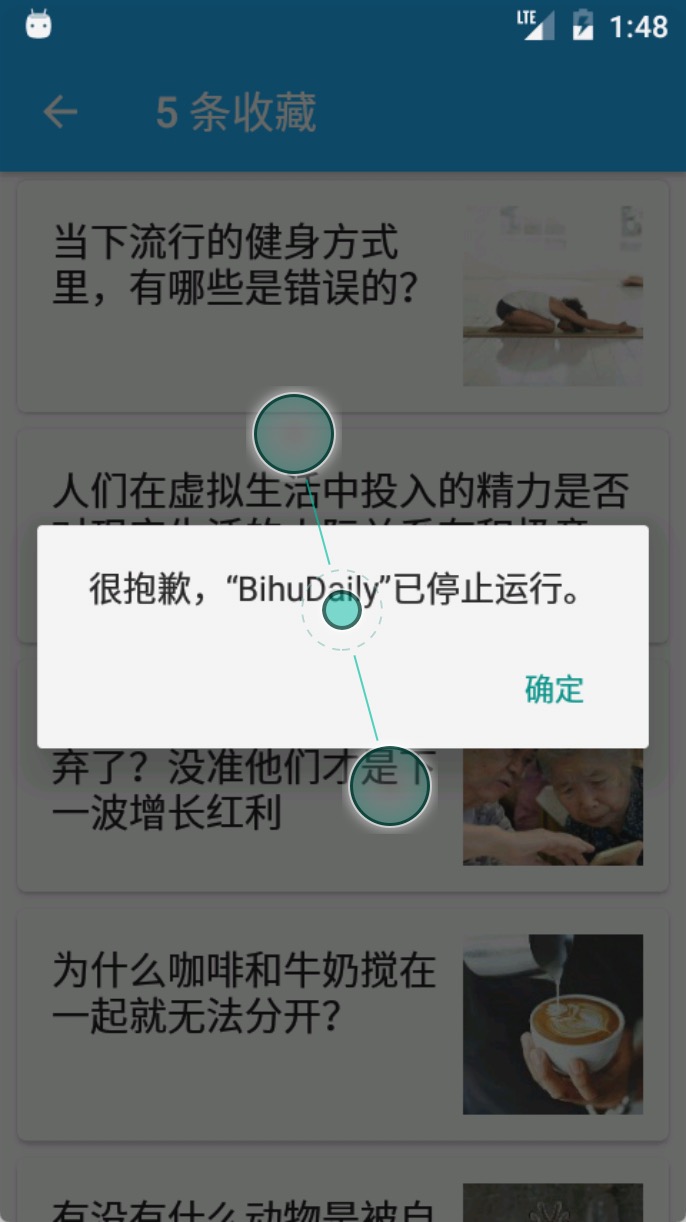 LTE 1:48
5 条收藏
当下流行的健身方式
里，有哪些是错误的？
人们在虚拟生活中投入的精力是否
很抱歉，“BihuDaily”已停止运行。
确定
弃了？没准他们才是下
一波增长红利
为什么咖啡和牛奶搅在
一起就无法分开？
有没有什么动物是被自